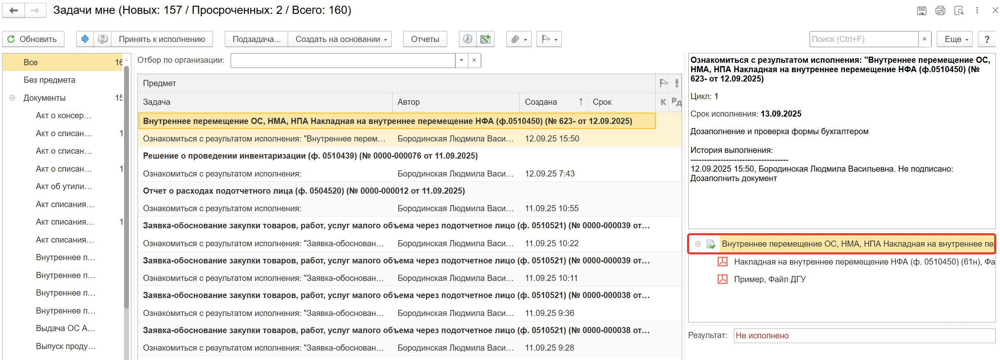 Задачи мне (Новых: 157 / Просроченных: 2 / Всего: 160)
Обновить
Принять к исполнению
Подзадача...
Создать на основании
Отчеты
Поиск (Ctrl+F)
×
Еще
?
Все 16
Без предмета
Документы 15
Акт о консер...
Акт о списан... 1
Акт о списан...
Акт о списан... 1
Акт об утили...
Акт списания...
Акт списания... 1
Акт списания...
Внутреннее п...
Внутреннее п...
Внутреннее п...
Внутреннее п...
Выдача ОС А...
Выпуск проду...
Отбор по организации:
×
Предмет
Задача Автор Создана ↑ Срок К Рд
Внутреннее перемещение ОС, НМА, НПА Накладная на внутреннее перемещение НФА (ф.0510450) (№ 623- от 12.09.2025)
Ознакомиться с результатом исполнения: "Внутреннее перем... Бородинская Людмила Васи... 12.09.25 15:50
Решение о проведении инвентаризации (ф. 0510439) (№ 0000-000076 от 11.09.2025)
Ознакомиться с результатом исполнения: Бородинская Людмила Васи... 12.09.25 7:43
Отчет о расходах подотчетного лица (ф. 0504520) (№ 0000-000012 от 11.09.2025)
Ознакомиться с результатом исполнения: Бородинская Людмила Васи... 11.09.25 10:55
Заявка-обоснование закупки товаров, работ, услуг малого объема через подотчетное лицо (ф. 0510521) (№ 0000-000039 от...
Ознакомиться с результатом исполнения: "Заявка-обоснован... Бородинская Людмила Васи... 11.09.25 10:22
Заявка-обоснование закупки товаров, работ, услуг малого объема через подотчетное лицо (ф. 0510521) (№ 0000-000039 от...
Ознакомиться с результатом исполнения: "Заявка-обоснован... Бородинская Людмила Васи... 11.09.25 10:11
Заявка-обоснование закупки товаров, работ, услуг малого объема через подотчетное лицо (ф. 0510521) (№ 0000-000038 от...
Ознакомиться с результатом исполнения: "Заявка-обоснован... Бородинская Людмила Васи... 11.09.25 9:36
Заявка-обоснование закупки товаров, работ, услуг малого объема через подотчетное лицо (ф. 0510521) (№ 0000-000038 от...
Ознакомиться с результатом исполнения: "Заявка-обоснован... Бородинская Людмила Васи... 11.09.25 9:28
Ознакомиться с результатом исполнения: "Внутреннее перемещение ОС,
НМА, НПА Накладная на внутреннее перемещение НФА (ф.0510450) (№
623- от 12.09.2025)
Цикл: 1
Срок исполнения: 13.09.2025
Дозаполнение и проверка формы бухгалтером
История выполнения:
------------------------------------
12.09.2025 15:50, Бородинская Людмила Васильевна. Не подписано:
Дозаполнить документ
Внутреннее перемещение ОС, НМА, НПА Накладная на внутреннее пе
Накладная на внутреннее перемещение НФА (ф. 0510450) (61н), Фа
Пример, Файл ДГУ
Результат: Не исполнено